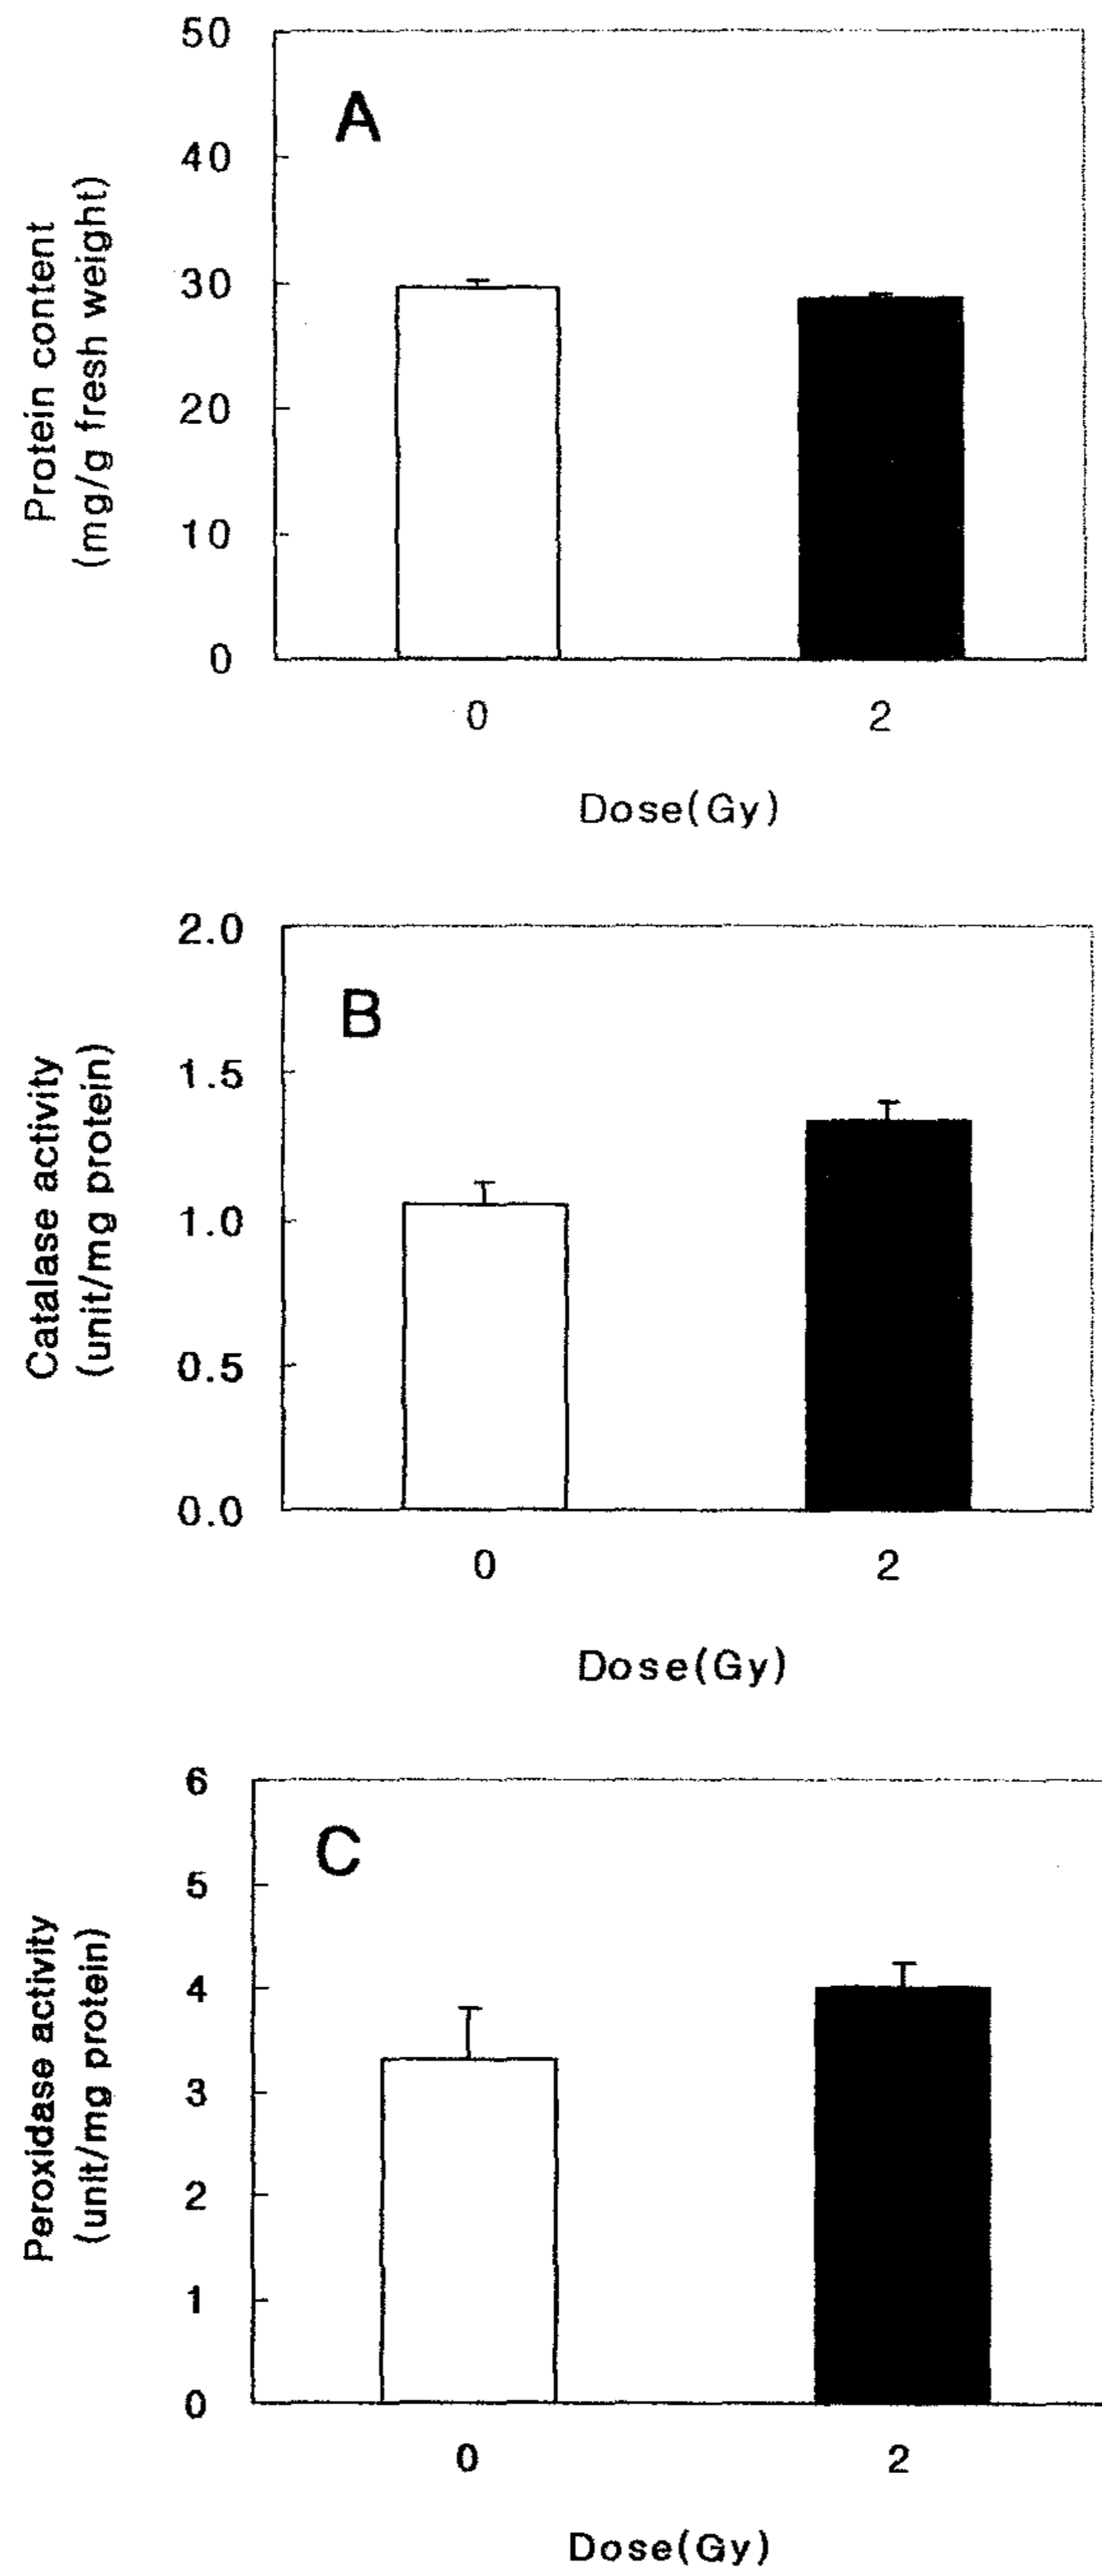 50
A
40
30
20
10
0
Protein content
(mg/g fresh weight)
0 2
Dose(Gy)
2.0
B
1.5
1.0
0.5
0.0
Catalase activity
(unit/mg protein)
0 2
Dose(Gy)
6
C
5
4
3
2
1
0
Peroxidase activity
(unit/mg protein)
0 2
Dose(Gy)